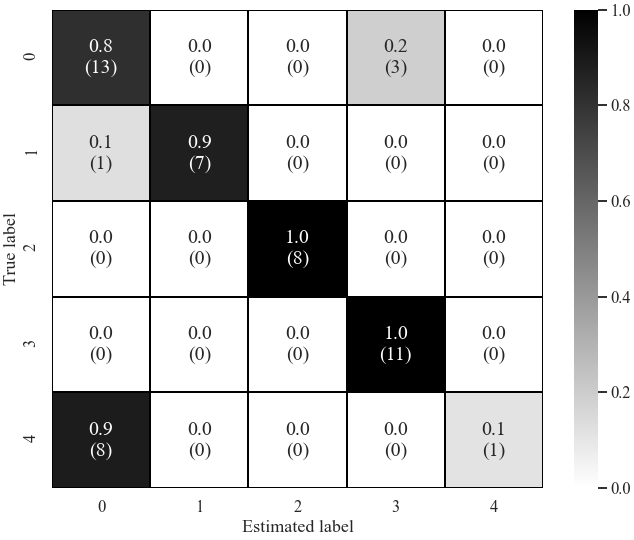 0.8 0.0 0.0 0.2 0.0
(13) (0) (0) (3) (0)
0.1 0.9 0.0 0.0 0.0
(1) (7) (0) (0) (0)
0.0 0.0 1.0 0.0 0.0
(0) (0) (8) (0) (0)
0.0 0.0 0.0 1.0 0.0
(0) (0) (0) (11) (0)
0.9 0.0 0.0 0.0 0.1
(8) (0) (0) (0) (1)
0
1
2
3
4
True label
0 1 2 3 4
Estimated label
1.0
0.8
0.6
0.4
0.2
0.0